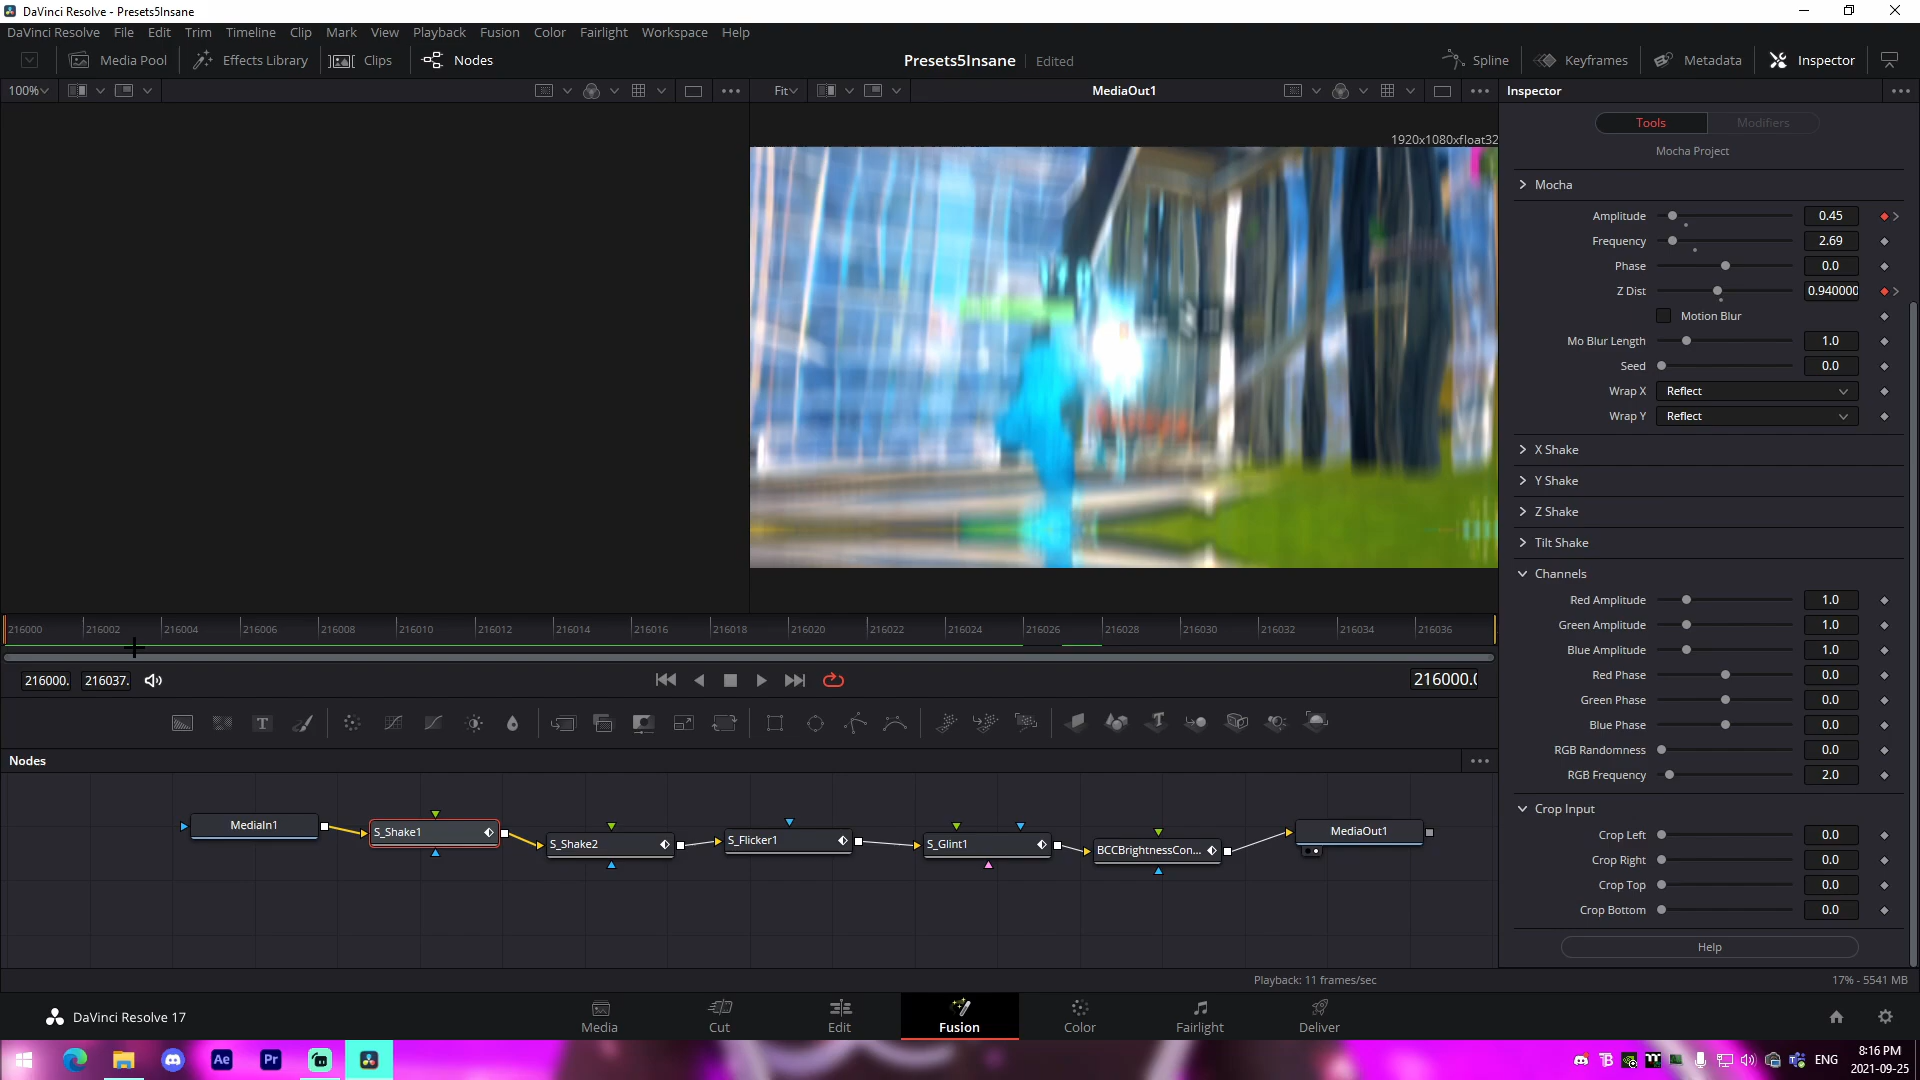 DaVinci Resolve - Presets5Insane
DaVinci Resolve File Edit Trim Timeline Clip Mark View Playback Fusion Color Fairlight Workspace Help
Media Pool Effects Library Clips Nodes Presets5Insane Edited Spline Keyframes Metadata Inspector
100% Fit MediaOut1 Inspector
Tools Modifiers
1920x1080xfloat32
Mocha Project
Mocha
Amplitude 0.45
Frequency 2.69
Phase 0.0
Z Dist 0.940000
Motion Blur
Mo Blur Length 1.0
Seed 0.0
Wrap X Reflect
Wrap Y Reflect
X Shake
Y Shake
Z Shake
Tilt Shake
Channels
Red Amplitude 1.0
Green Amplitude 1.0
Blue Amplitude 1.0
Red Phase 0.0
Green Phase 0.0
Blue Phase 0.0
RGB Randomness 0.0
RGB Frequency 2.0
Crop Input
Crop Left 0.0
Crop Right 0.0
Crop Top 0.0
Crop Bottom 0.0
Help
216000 216002 216004 216006 216008 216010 216012 216014 216016 216018 216020 216022 216024 216026 216028 216030 216032 216034 216036
216000. 216037. 216000.0
Nodes
MediaIn1 S_Shake1 S_Shake2 S_Flicker1 S_Glint1 BCCBrightnessCon... MediaOut1
Playback: 11 frames/sec 17% - 5541 MB
DaVinci Resolve 17 Media Cut Edit Fusion Color Fairlight Deliver
Ae Pr ENG 8:16 PM
2021-09-25